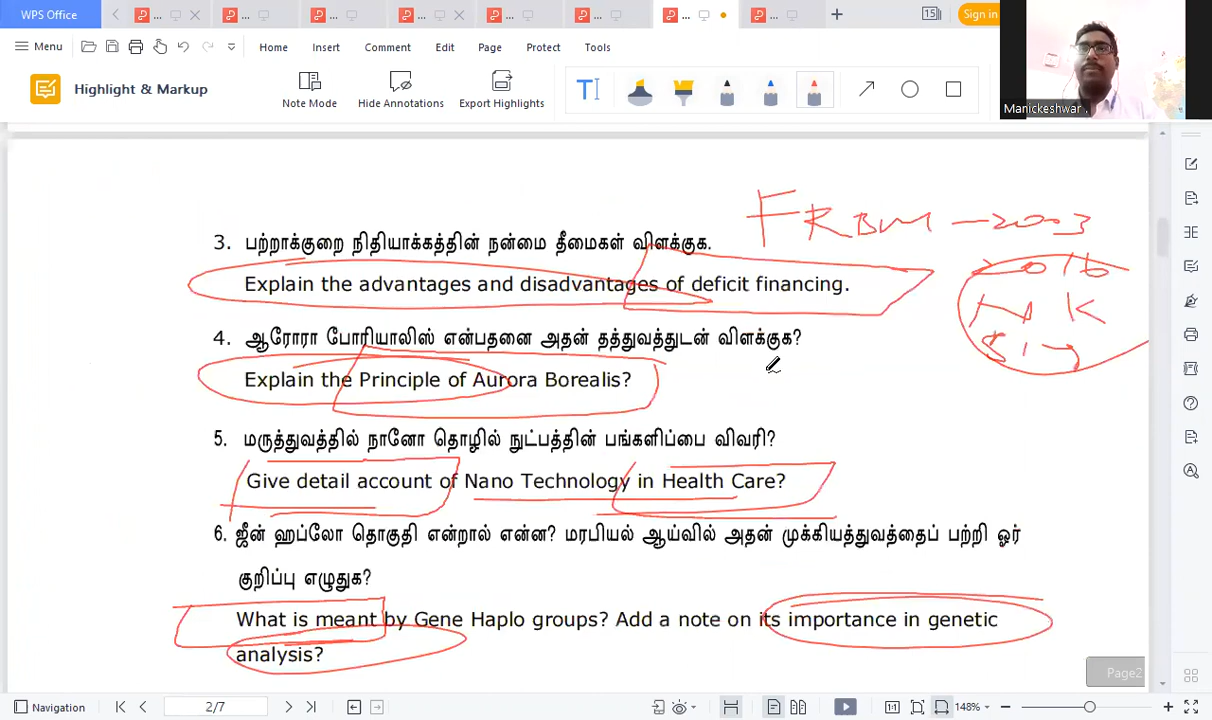 WPS Office
...
...
...
...
...
...
...
...
15
Sign in
Menu
Home
Insert
Comment
Edit
Page
Protect
Tools
Highlight & Markup
Note Mode
Hide Annotations
Export Highlights
Manickeshwar .
FRBM - 2003
2016
N K
Sing
3. பற்றாக்குறை நிதியாக்கத்தின் நன்மை தீமைகள் விளக்குக.
Explain the advantages and disadvantages of deficit financing.
4. ஆரோரா போரியாலிஸ் என்பதனை அதன் தத்துவத்துடன் விளக்குக?
Explain the Principle of Aurora Borealis?
5. மருத்துவத்தில் நானோ தொழில் நுட்பத்தின் பங்களிப்பை விவரி?
Give detail account of Nano Technology in Health Care?
6. ஜீன் ஹப்லோ தொகுதி என்றால் என்ன? மரபியல் ஆய்வில் அதன் முக்கியத்துவத்தைப் பற்றி ஓர்
குறிப்பு எழுதுக?
What is meant by Gene Haplo groups? Add a note on its importance in genetic
analysis?
Page2
Navigation
2/7
1:1
148%